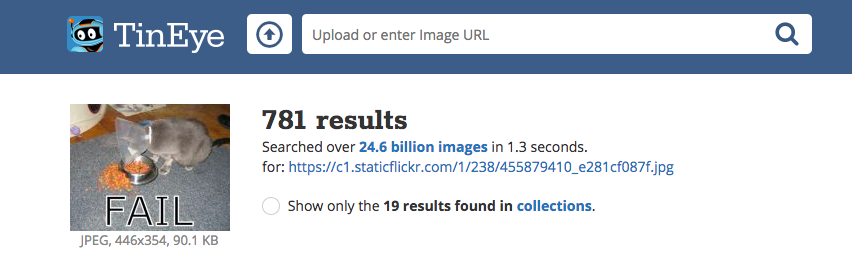 TinEye
Upload or enter Image URL
781 results
Searched over 24.6 billion images in 1.3 seconds.
for: https://c1.staticflickr.com/1/238/455879410_e281cf087f.jpg
Show only the 19 results found in collections.
FAIL
JPEG, 446x354, 90.1 KB